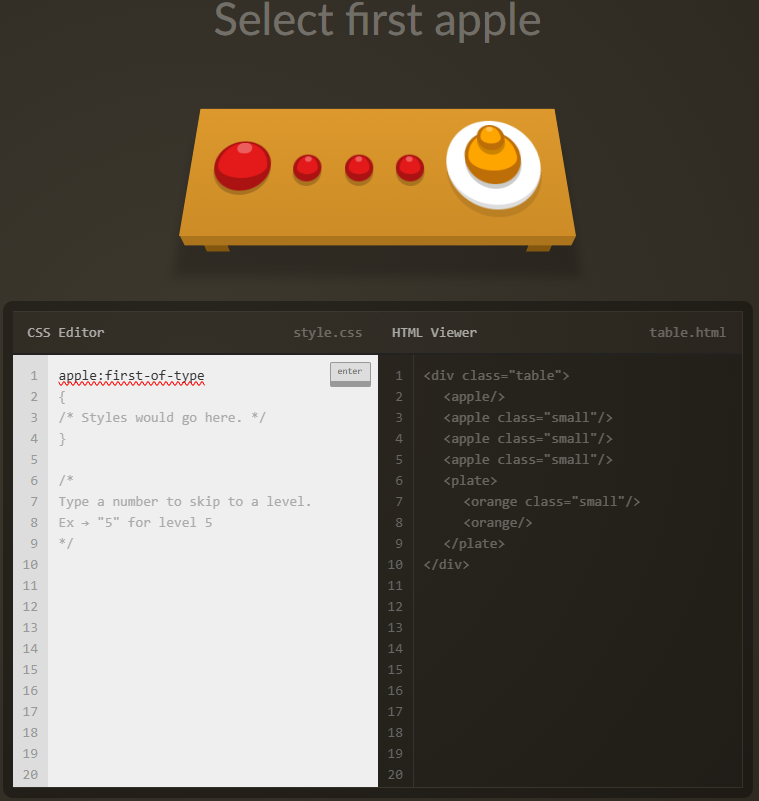 Select first apple
CSS Editor style.css
HTML Viewer table.html
1 apple:first-of-type enter
2 {
3 /* Styles would go here. */
4 }
5
6 /*
7 Type a number to skip to a level.
8 Ex → "5" for level 5
9 */
10
11
12
13
14
15
16
17
18
19
20
1 <div class="table">
2 <apple/>
3 <apple class="small"/>
4 <apple class="small"/>
5 <apple class="small"/>
6 <plate>
7 <orange class="small"/>
8 <orange/>
9 </plate>
10 </div>
11
12
13
14
15
16
17
18
19
20